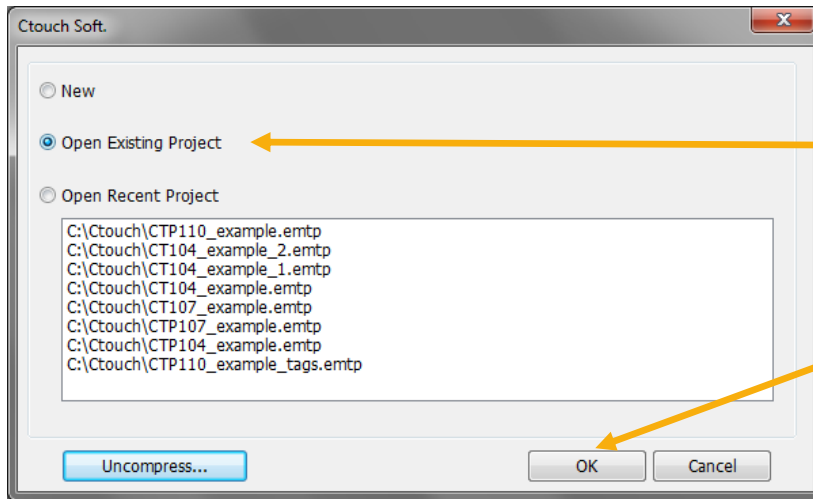 Ctouch Soft.
New
Open Existing Project
Open Recent Project
C:\Ctouch\CTP110_example.emtp
C:\Ctouch\CT104_example_2.emtp
C:\Ctouch\CT104_example_1.emtp
C:\Ctouch\CT104_example.emtp
C:\Ctouch\CT107_example.emtp
C:\Ctouch\CTP107_example.emtp
C:\Ctouch\CTP104_example.emtp
C:\Ctouch\CTP110_example_tags.emtp
Uncompress... OK Cancel